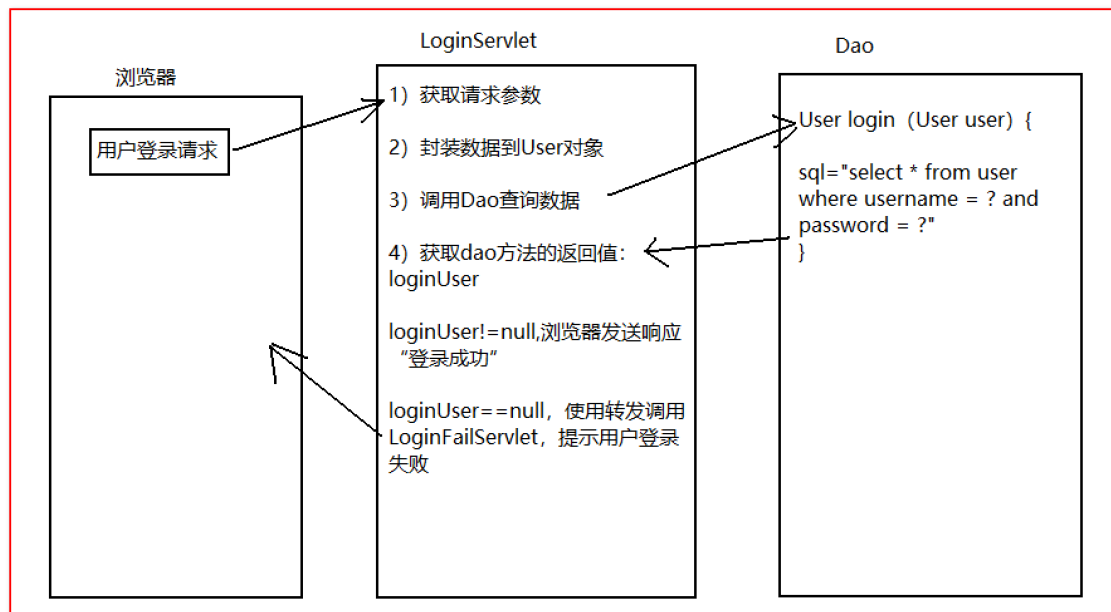 浏览器
用户登录请求
LoginServlet
1）获取请求参数
2）封装数据到User对象
3）调用Dao查询数据
4）获取dao方法的返回值：
loginUser
loginUser!=null,浏览器发送响应
“登录成功”
loginUser==null，使用转发调用
LoginFailServlet，提示用户登录
失败
Dao
User login（User user）{
sql="select * from user
where username = ? and
password = ?"
}